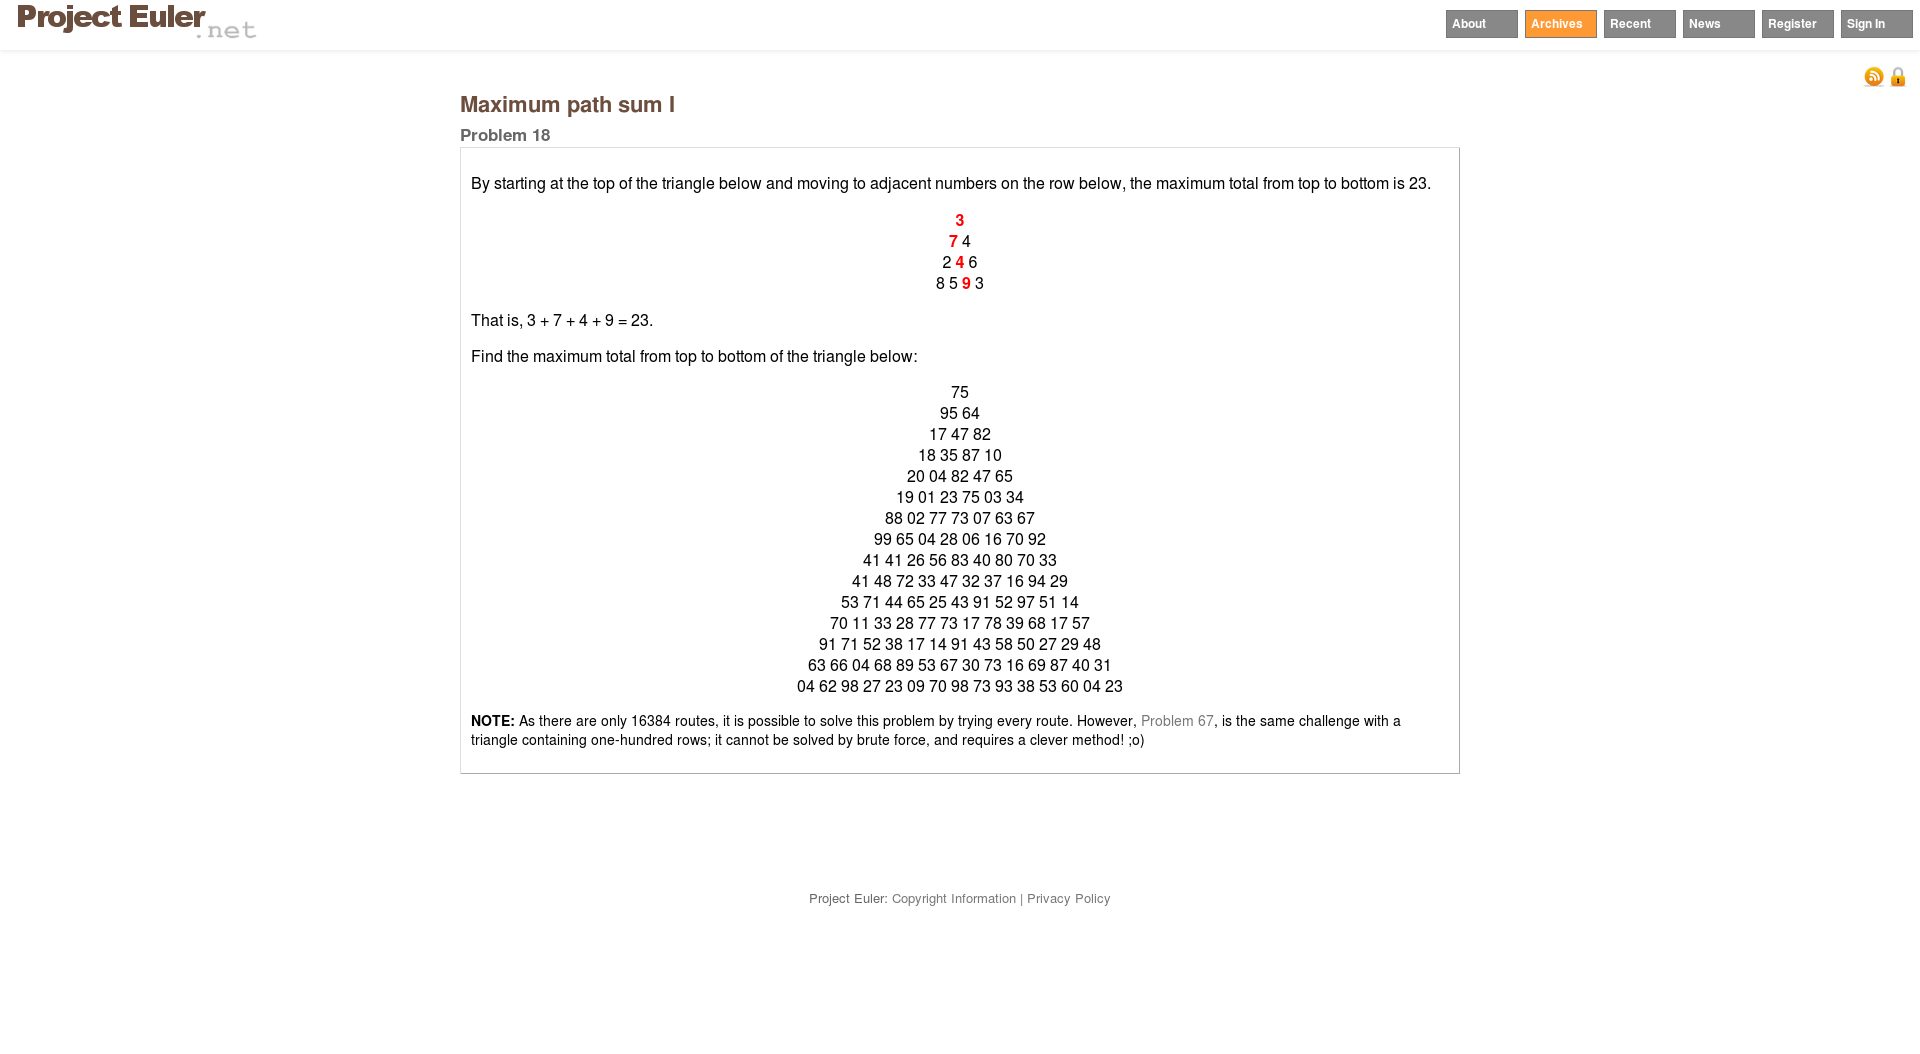 Project Euler.net
About Archives Recent News Register Sign In
Maximum path sum I
Problem 18
By starting at the top of the triangle below and moving to adjacent numbers on the row below, the maximum total from top to bottom is 23.
3
7 4
2 4 6
8 5 9 3
That is, 3 + 7 + 4 + 9 = 23.
Find the maximum total from top to bottom of the triangle below:
75
95 64
17 47 82
18 35 87 10
20 04 82 47 65
19 01 23 75 03 34
88 02 77 73 07 63 67
99 65 04 28 06 16 70 92
41 41 26 56 83 40 80 70 33
41 48 72 33 47 32 37 16 94 29
53 71 44 65 25 43 91 52 97 51 14
70 11 33 28 77 73 17 78 39 68 17 57
91 71 52 38 17 14 91 43 58 50 27 29 48
63 66 04 68 89 53 67 30 73 16 69 87 40 31
04 62 98 27 23 09 70 98 73 93 38 53 60 04 23
NOTE: As there are only 16384 routes, it is possible to solve this problem by trying every route. However, Problem 67, is the same challenge with a
triangle containing one-hundred rows; it cannot be solved by brute force, and requires a clever method! ;o)
Project Euler: Copyright Information | Privacy Policy